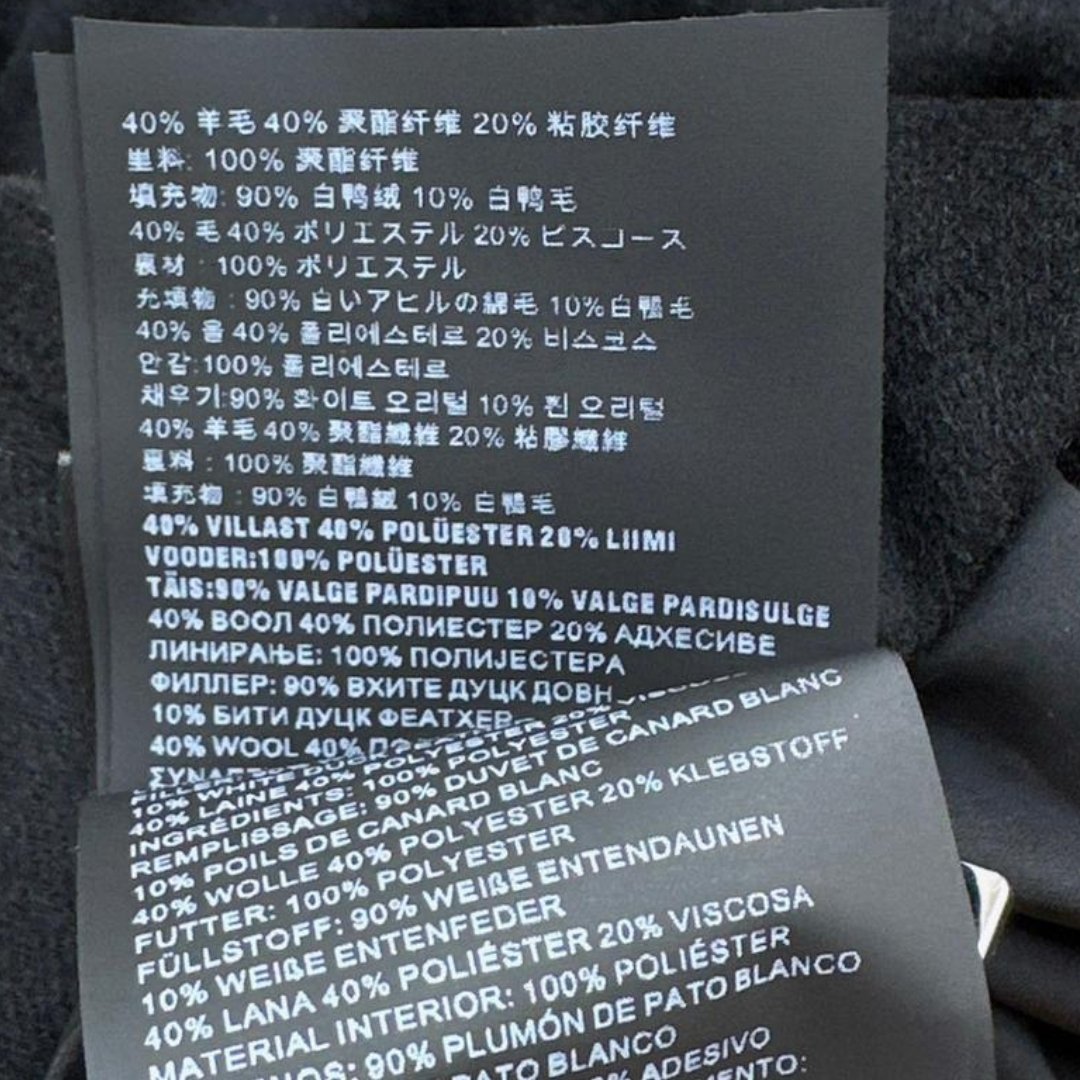 40% 羊毛 40% 聚酯纤维 20% 粘胶纤维
里料: 100% 聚酯纤维
填充物: 90% 白鸭绒 10% 白鸭毛
40% 毛 40% ポリエステル 20% ビスコース
裏材 : 100% ポリエステル
充填物 : 90% 白いアヒルの綿毛 10% 白鴨毛
40% 울 40% 폴리에스테르 20% 비스코스
안감:100% 폴리에스테르
채우기:90% 화이트 오리털 10% 흰 오리털
40% 羊毛 40% 聚酯纖維 20% 粘膠纖維
裏料 : 100% 聚酯纖維
填充物 : 90% 白鴨絨 10% 白鴨毛
40% VILLAST 40% POLÜESTER 20% LIIMI
VOODER:100% POLÜESTER
TÄIS:90% VALGE PARDIPUU 10% VALGE PARDISULGE
40% ВООЛ 40% ПОЛИЕСТЕР 20% АДХЕСИВЕ
ЛИНИРАЊЕ: 100% ПОЛИЈЕСТЕРА
ФИЛЛЕР: 90% ВХИТЕ ДУЦК ДОВН
10% БИТИ ДУЦК ФЕАТХЕР
40% WOOL 40%
10% WHITE DUCK
40% LAINE 40% POLYESTER 20%
INGRÉDIENTS: 100% POLYESTER
REMPLISSAGE: 90% DUVET DE CANARD BLANC
10% POILS DE CANARD BLANC
40% WOLLE 40% POLYESTER 20% KLEBSTOFF
FUTTER: 100% POLYESTER
FÜLLSTOFF: 90% WEIßE ENTENDAUNEN
10% WEIßE ENTENFEDER
40% LANA 40% POLIÉSTER 20% VISCOSA
MATERIAL INTERIOR: 100% POLIÉSTER
90% PLUMÓN DE PATO BLANCO
PATO BLANCO
% ADESIVO